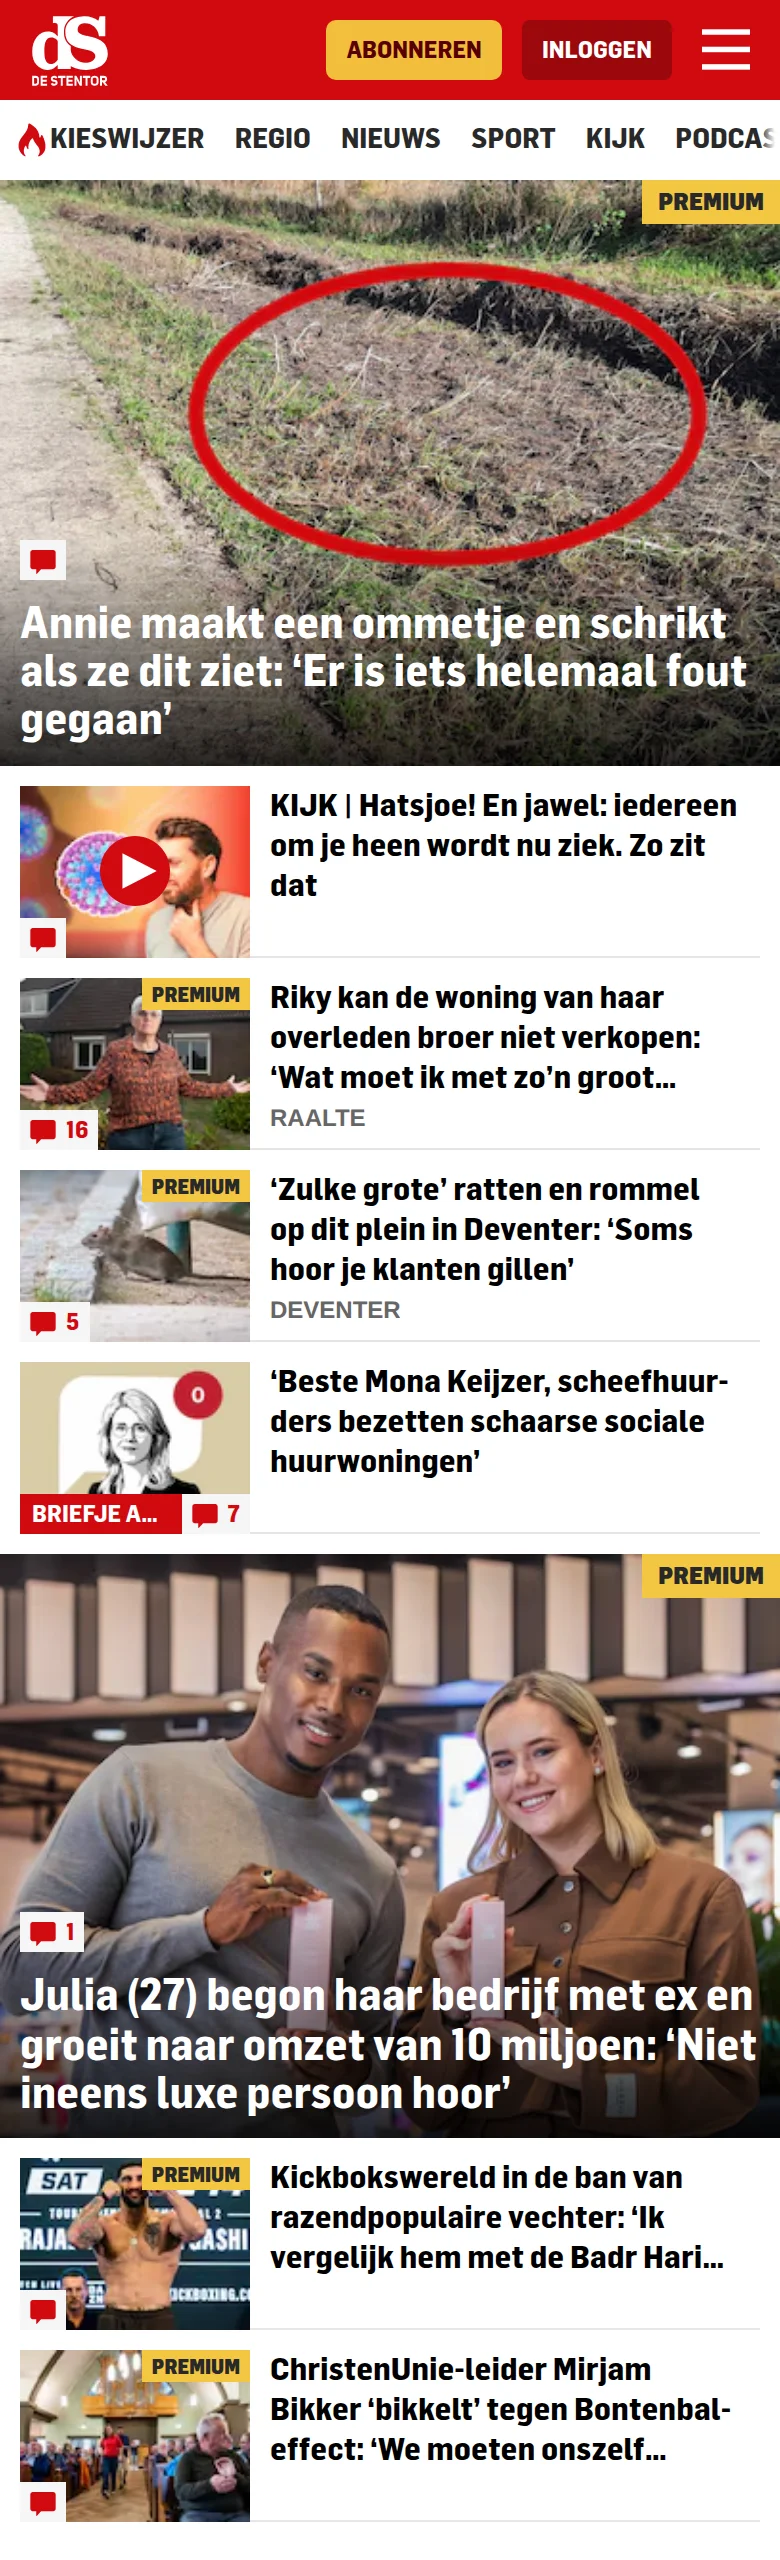 dS
DE STENTOR
ABONNEREN
INLOGGEN
KIESWIJZER REGIO NIEUWS SPORT KIJK PODCAS
PREMIUM
Annie maakt een ommetje en schrikt
als ze dit ziet: ‘Er is iets helemaal fout
gegaan’
KIJK | Hatsjoe! En jawel: iedereen
om je heen wordt nu ziek. Zo zit
dat
PREMIUM
16
Riky kan de woning van haar
overleden broer niet verkopen:
‘Wat moet ik met zo’n groot...
RAALTE
PREMIUM
5
‘Zulke grote’ ratten en rommel
op dit plein in Deventer: ‘Soms
hoor je klanten gillen’
DEVENTER
0
BRIEFJE A...
7
‘Beste Mona Keijzer, scheefhuur-
ders bezetten schaarse sociale
huurwoningen’
PREMIUM
1
Julia (27) begon haar bedrijf met ex en
groeit naar omzet van 10 miljoen: ‘Niet
ineens luxe persoon hoor’
SAT
PREMIUM
Kickbokswereld in de ban van
razendpopulaire vechter: ‘Ik
vergelijk hem met de Badr Hari...
PREMIUM
ChristenUnie-leider Mirjam
Bikker ‘bikkelt’ tegen Bontenbal-
effect: ‘We moeten onszelf...